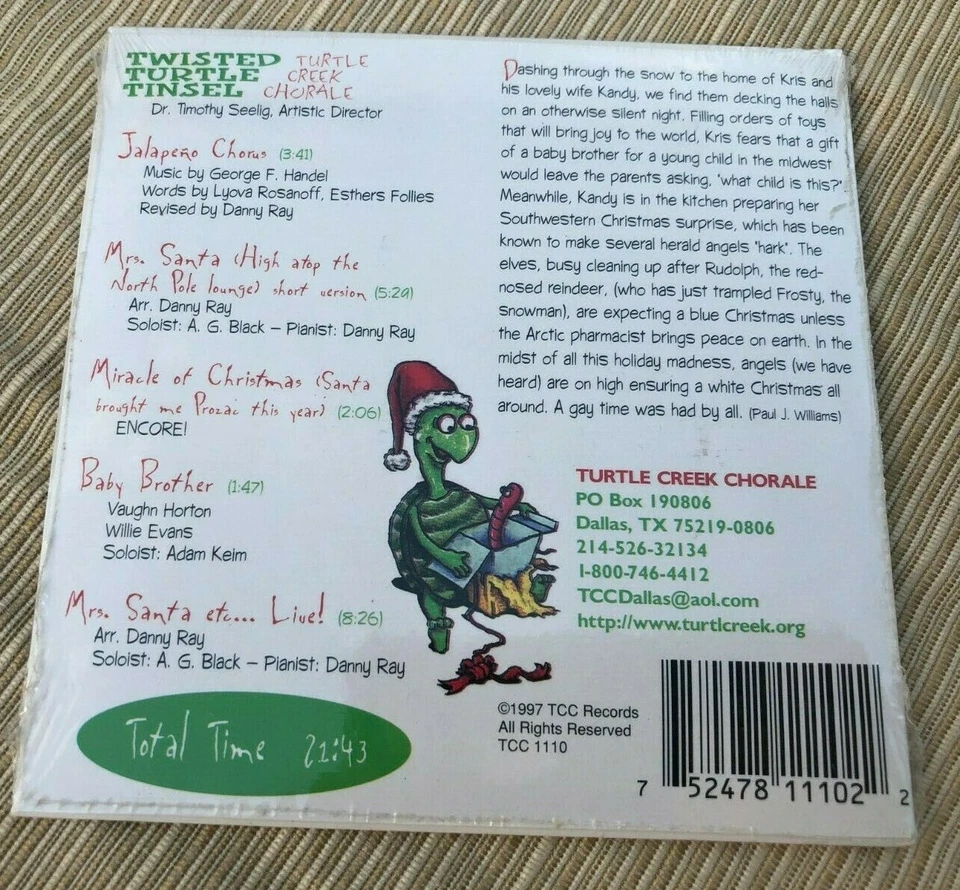 TWISTED TURTLE
TURTLE CREEK
TINSEL CHORALE
Dr. Timothy Seelig, Artistic Director
Jalapeño Chorus (3:41)
Music by George F. Handel
Words by Lyova Rosanoff, Esthers Follies
Revised by Danny Ray
Mrs. Santa (High atop the
North Pole lounge) short version (5:29)
Arr. Danny Ray
Soloist: A. G. Black – Pianist: Danny Ray
Miracle of Christmas (Santa
brought me Prozac this year) (2:06)
ENCORE!
Baby Brother (1:47)
Vaughn Horton
Willie Evans
Soloist: Adam Keim
Mrs. Santa etc... Live! (8:26)
Arr. Danny Ray
Soloist: A. G. Black – Pianist: Danny Ray
Total Time 21:43
Dashing through the snow to the home of Kris and
his lovely wife Kandy, we find them decking the halls
on an otherwise silent night. Filling orders of toys
that will bring joy to the world, Kris fears that a gift
of a baby brother for a young child in the midwest
would leave the parents asking, "what child is this?".
Meanwhile, Kandy is in the kitchen preparing her
Southwestern Christmas surprise, which has been
known to make several herald angels "hark". The
elves, busy cleaning up after Rudolph, the red-
nosed reindeer, (who has just trampled Frosty, the
snowman), are expecting a blue Christmas unless
the Arctic pharmacist brings peace on earth. In the
midst of all this holiday madness, angels (we have
heard) are on high ensuring a white Christmas all
around. A gay time was had by all. (Paul J. Williams)
TURTLE CREEK CHORALE
PO Box 190806
Dallas, TX 75219-0806
214-526-32134
1-800-746-4412
TCCDallas@aol.com
http://www.turtlcreek.org
©1997 TCC Records
All Rights Reserved
TCC 1110
7 52478 11102 2